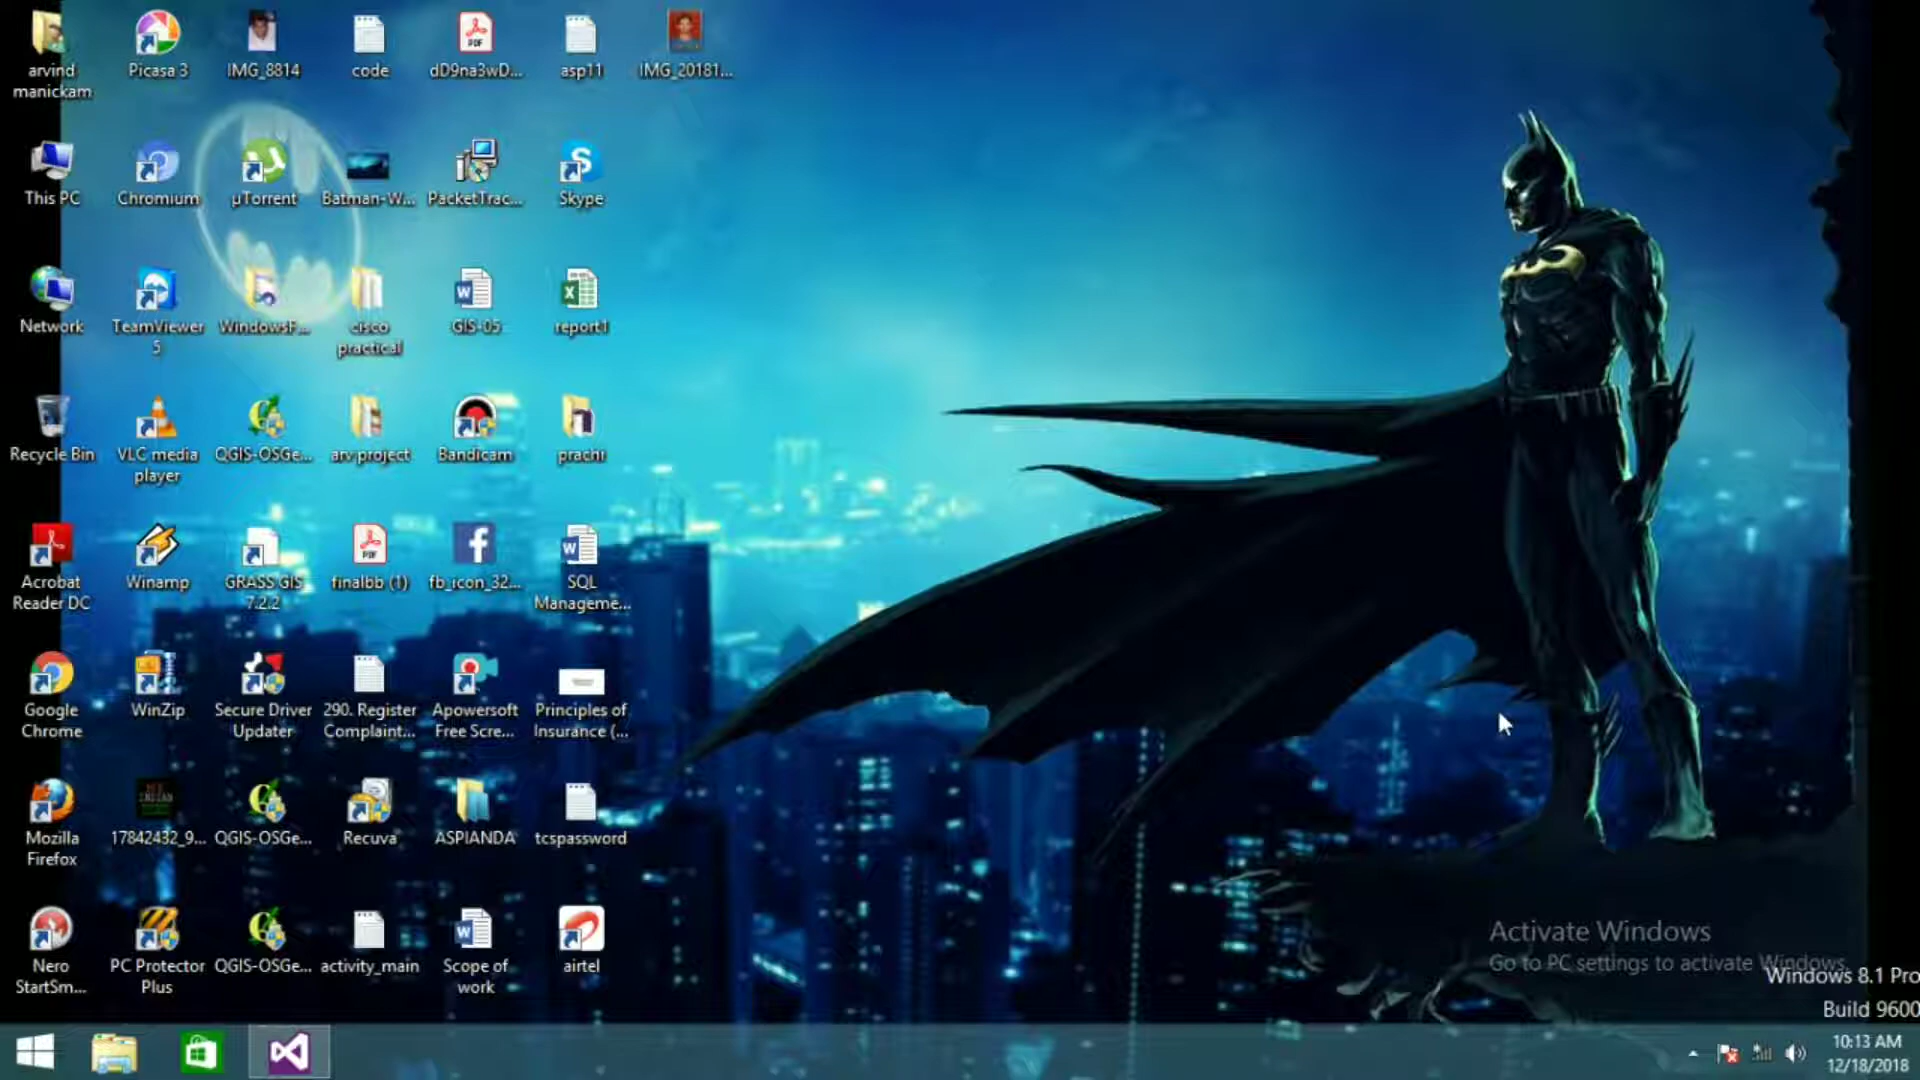 arvind
manickam
Picasa 3
IMG_8814
code
dD9na3wD...
asp11
IMG_20181...
This PC
Chromium
µTorrent
Batman-W...
PacketTrac...
Skype
Network
TeamViewer
5
WindowsF...
cisco
practical
GIS-05
report1
Recycle Bin
VLC media
player
QGIS-OSGe...
arv project
Bandicam
prachi
Acrobat
Reader DC
Winamp
GRASS GIS
7.2.2
finalbb (1)
fb_icon_32...
SQL
Manageme...
Google
Chrome
WinZip
Secure Driver
Updater
290. Register
Complaint...
Apowersoft
Free Scre...
Principles of
Insurance (...
Mozilla
Firefox
17842432_9...
QGIS-OSGe...
Recuva
ASPIANDA
tcspassword
Nero
StartSm...
PC Protector
Plus
QGIS-OSGe...
activity_main
Scope of
work
airtel
Activate Windows
Go to PC settings to activate Windows.
Windows 8.1 Pro
Build 9600
10:13 AM
12/18/2018